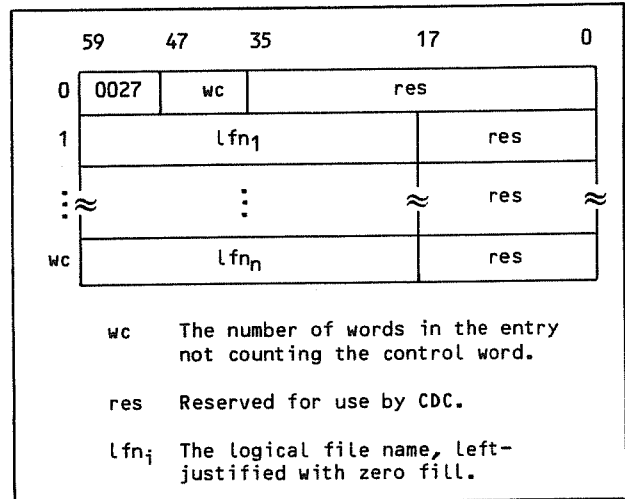 59 47 35 17 0
0 0027 wc res
1 lfn1 res
⋮ ≈ ⋮ ≈ res ≈
wc lfnn res
wc The number of words in the entry
not counting the control word.
res Reserved for use by CDC.
lfni The logical file name, left-
justified with zero fill.